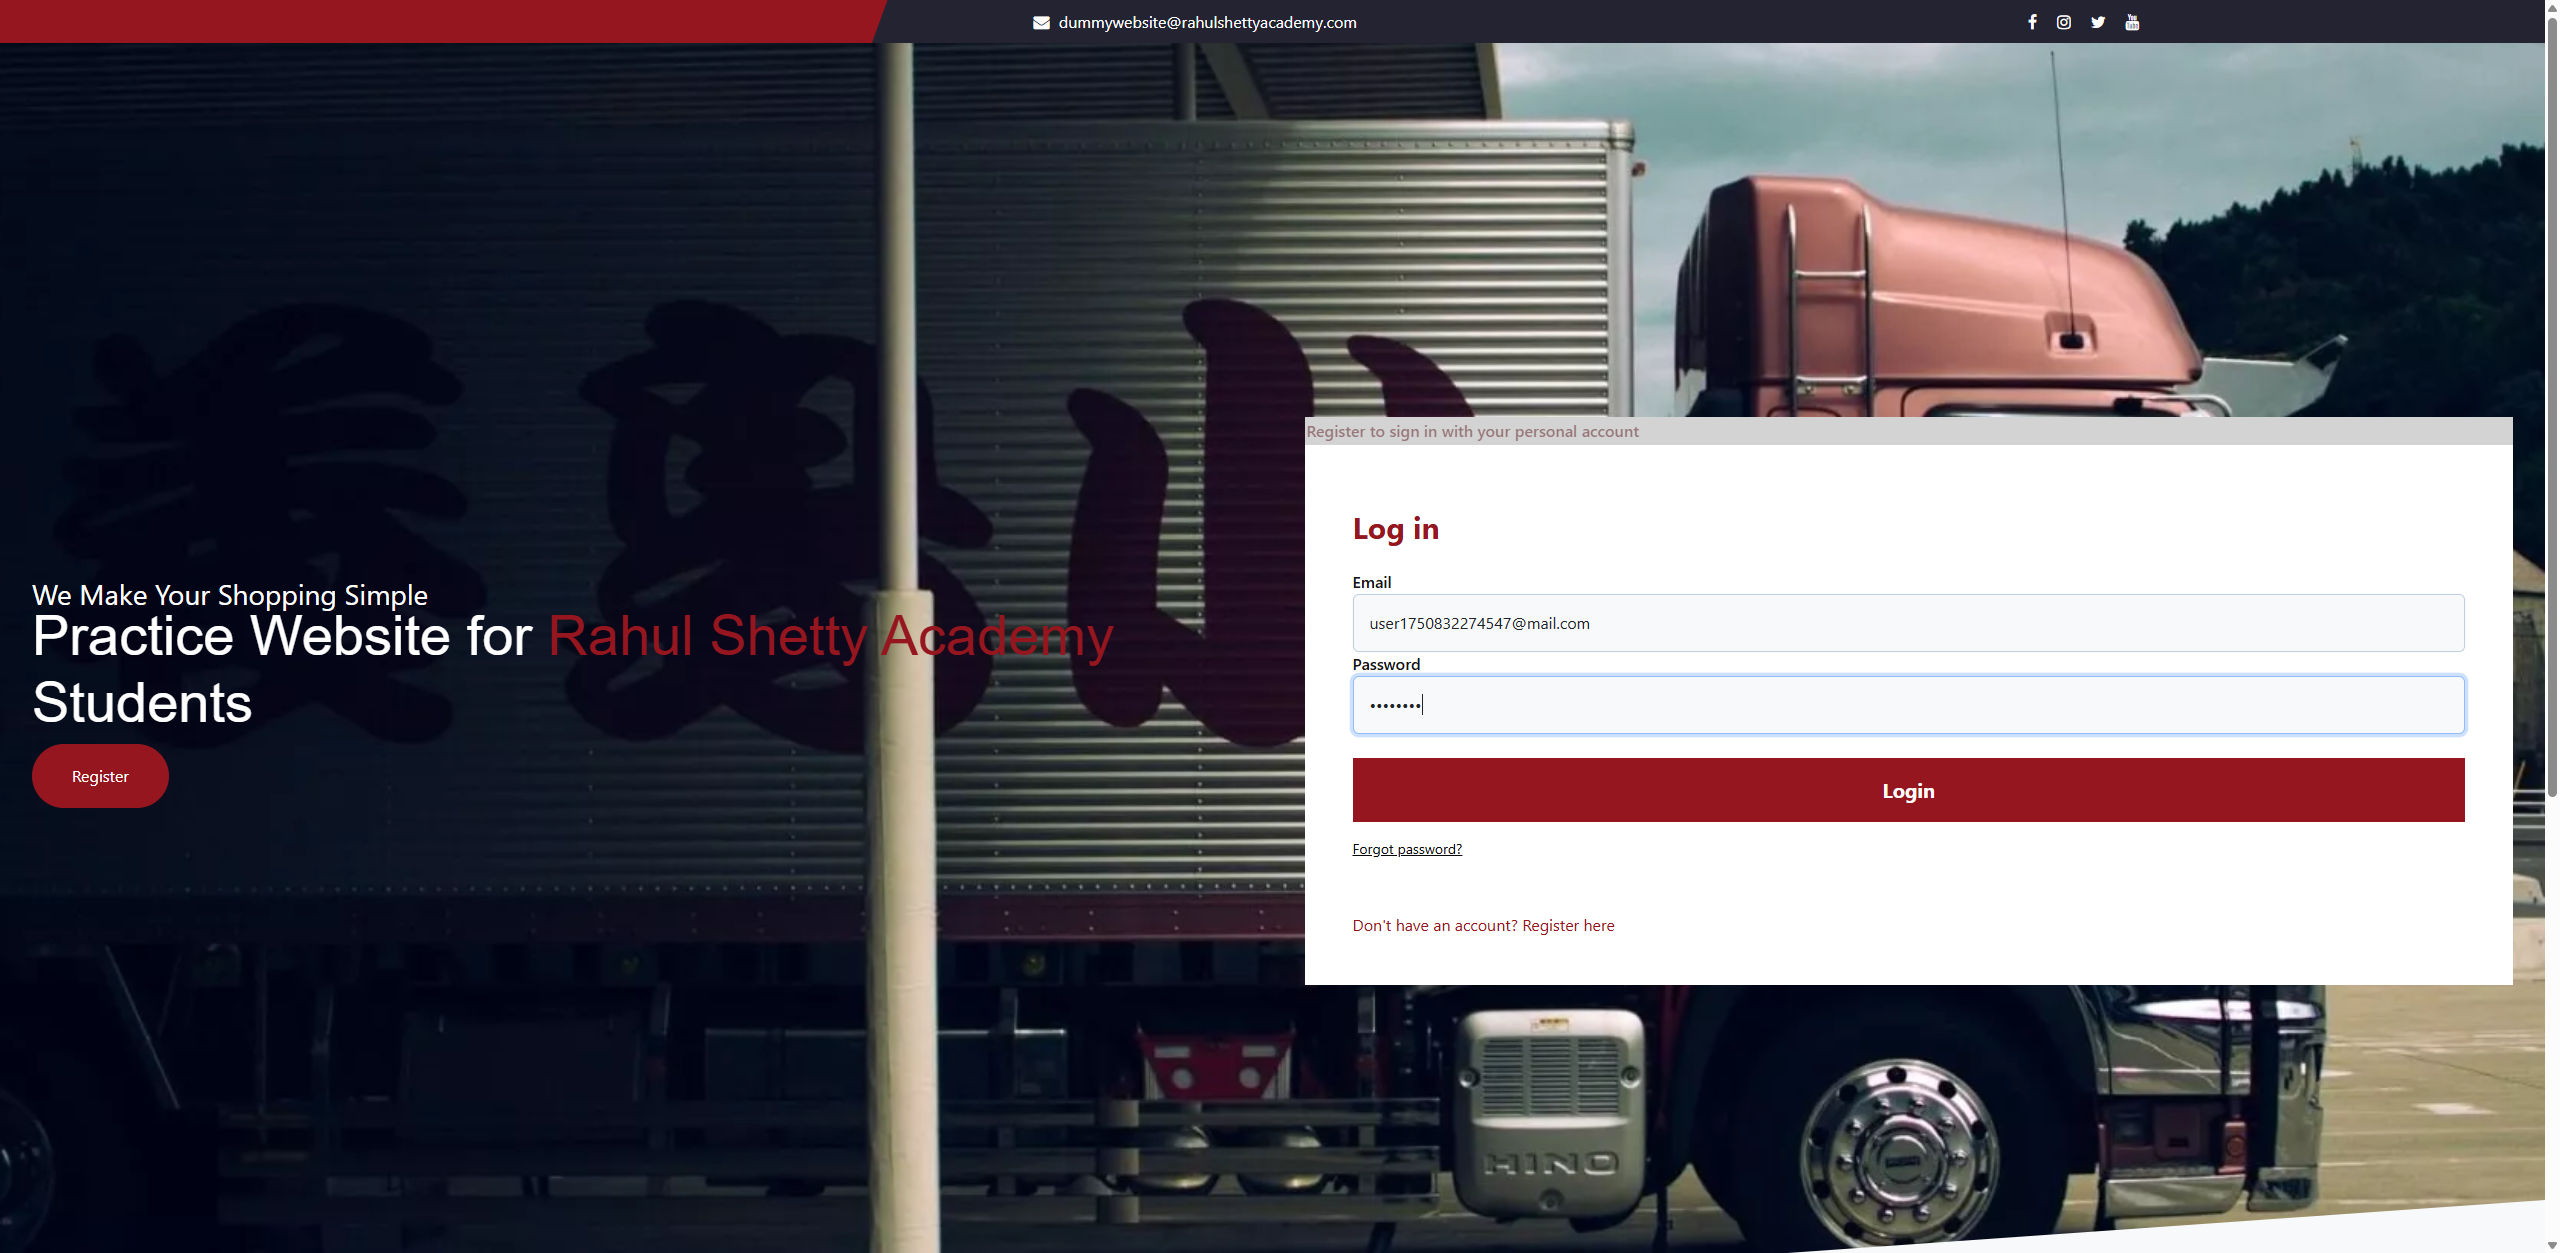 dummywebsite@rahulshettyacademy.com
Register to sign in with your personal account
Log in
Email
user1750832274547@mail.com
Password
••••••••
Login
Forgot password?
Don't have an account? Register here
We Make Your Shopping Simple
Practice Website for Rahul Shetty Academy
Students
Register
HINO